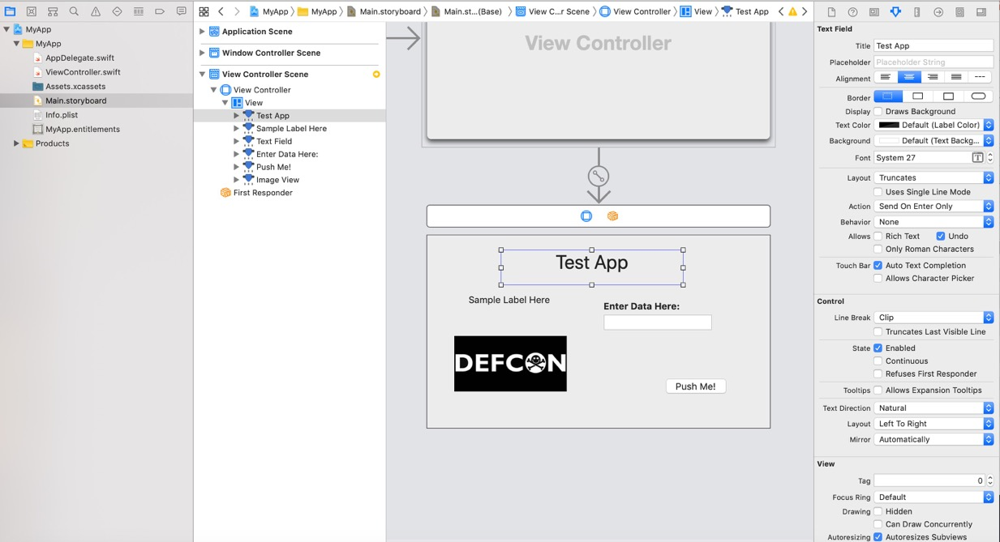 MyApp
MyApp
AppDelegate.swift
ViewController.swift
Assets.xcassets
Main.storyboard
Info.plist
MyApp.entitlements
Products
MyApp
MyApp
Main.storyboard
Main.st...(Base)
View C...r Scene
View Controller
View
Test App
Application Scene
Window Controller Scene
View Controller Scene
View Controller
View
Test App
Sample Label Here
Text Field
Enter Data Here:
Push Me!
Image View
First Responder
View Controller
Test App
Sample Label Here
Enter Data Here:
DEFCON
Push Me!
Text Field
Title Test App
Placeholder Placeholder String
Alignment
Border
Display Draws Background
Text Color Default (Label Color)
Background Default (Text Backg...
Font System 27 T
Layout Truncates
Uses Single Line Mode
Action Send On Enter Only
Behavior None
Allows Rich Text Undo
Only Roman Characters
Touch Bar Auto Text Completion
Allows Character Picker
Control
Line Break Clip
Truncates Last Visible Line
State Enabled
Continuous
Refuses First Responder
Tooltips Allows Expansion Tooltips
Text Direction Natural
Layout Left To Right
Mirror Automatically
View
Tag 0
Focus Ring Default
Drawing Hidden
Can Draw Concurrently
Autoresizing Autoresizes Subviews